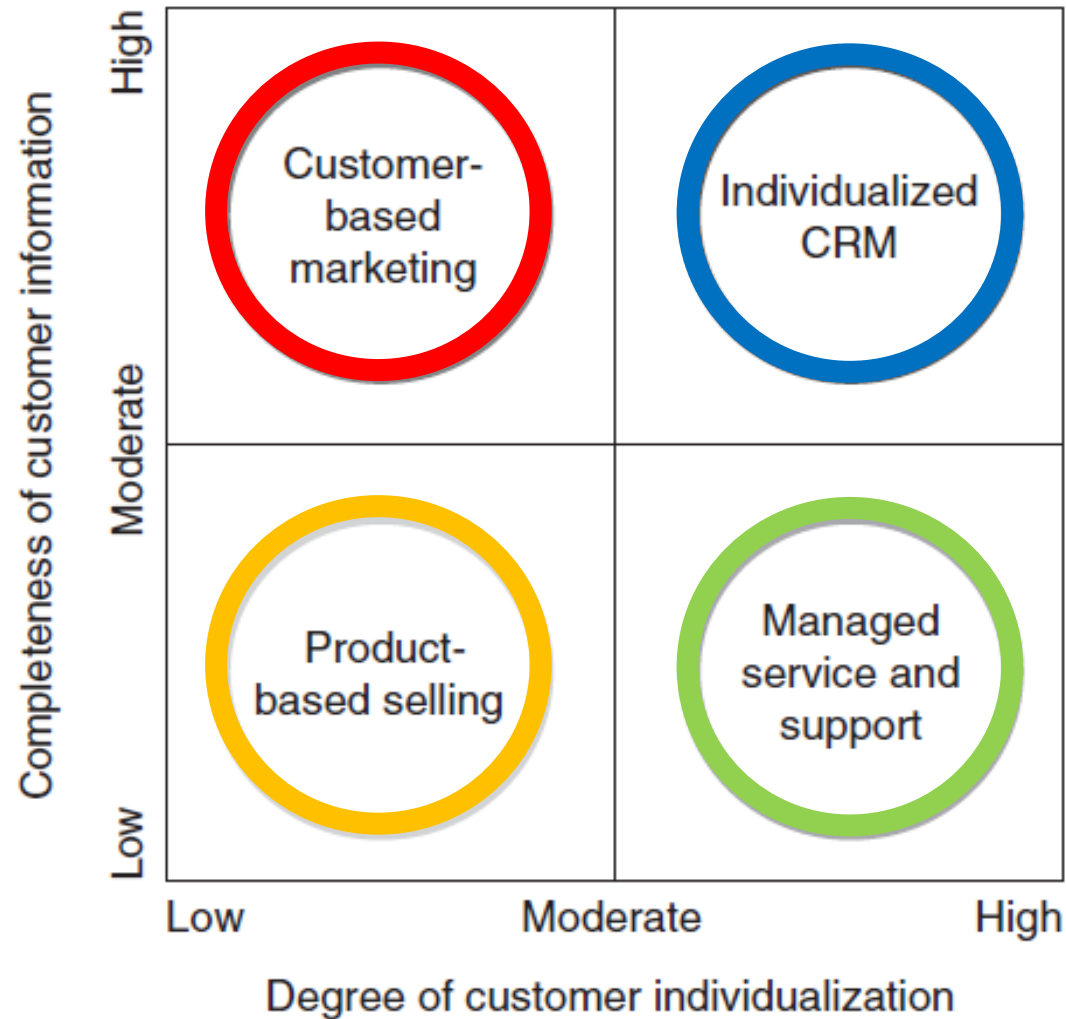 Completeness of customer information
High
Moderate
Low
Customer-
based
marketing
Individualized
CRM
Product-
based selling
Managed
service and
support
Low
Moderate
High
Degree of customer individualization